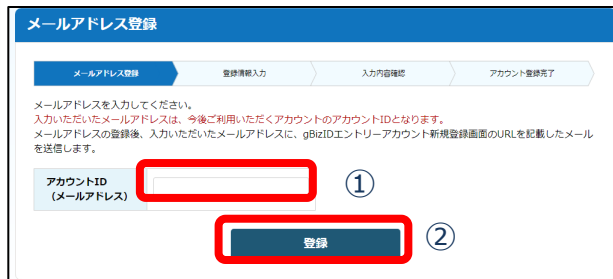 メールアドレス登録
メールアドレス登録
登録情報入力
入力内容確認
アカウント登録完了
メールアドレスを入力してください。
入力いただいたメールアドレスは、今後ご利用いただくアカウントのアカウントIDとなります。
メールアドレスの登録後、入力いただいたメールアドレスに、gBizIDエントリーアカウント新規登録画面のURLを記載したメール
を送信します。
アカウントID
（メールアドレス）
①
登録
②